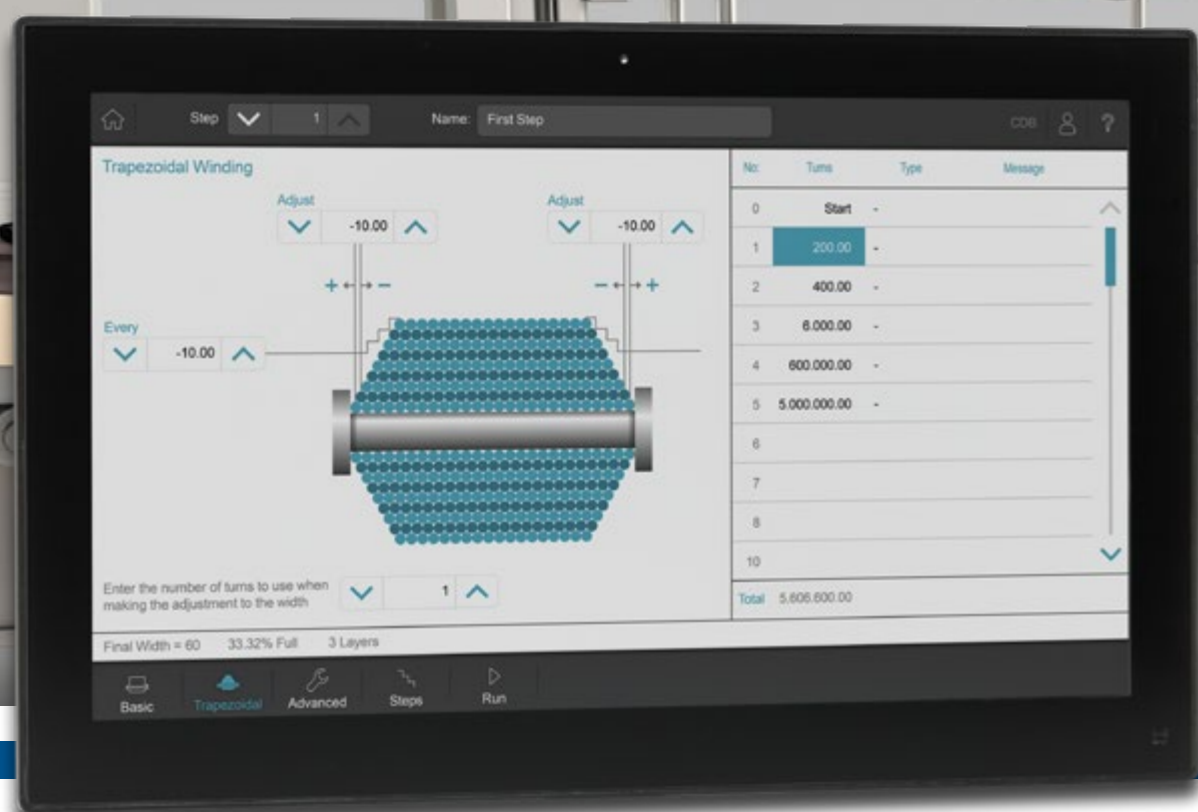 Step 1 Name: First Step CDB ?
Trapezoidal Winding
Adjust Adjust
-10.00 -10.00
+ - - +
Every
-10.00
Enter the number of turns to use when
making the adjustment to the width
1
Final Width = 60 33.32% Full 3 Layers
No: Turns Type Message
0 Start -
1 200.00 -
2 400.00 -
3 6.000.00 -
4 600.000.00 -
5 5.000.000.00 -
6
7
8
10
Total 5.606.600.00
Basic Trapezoidal Advanced Steps Run